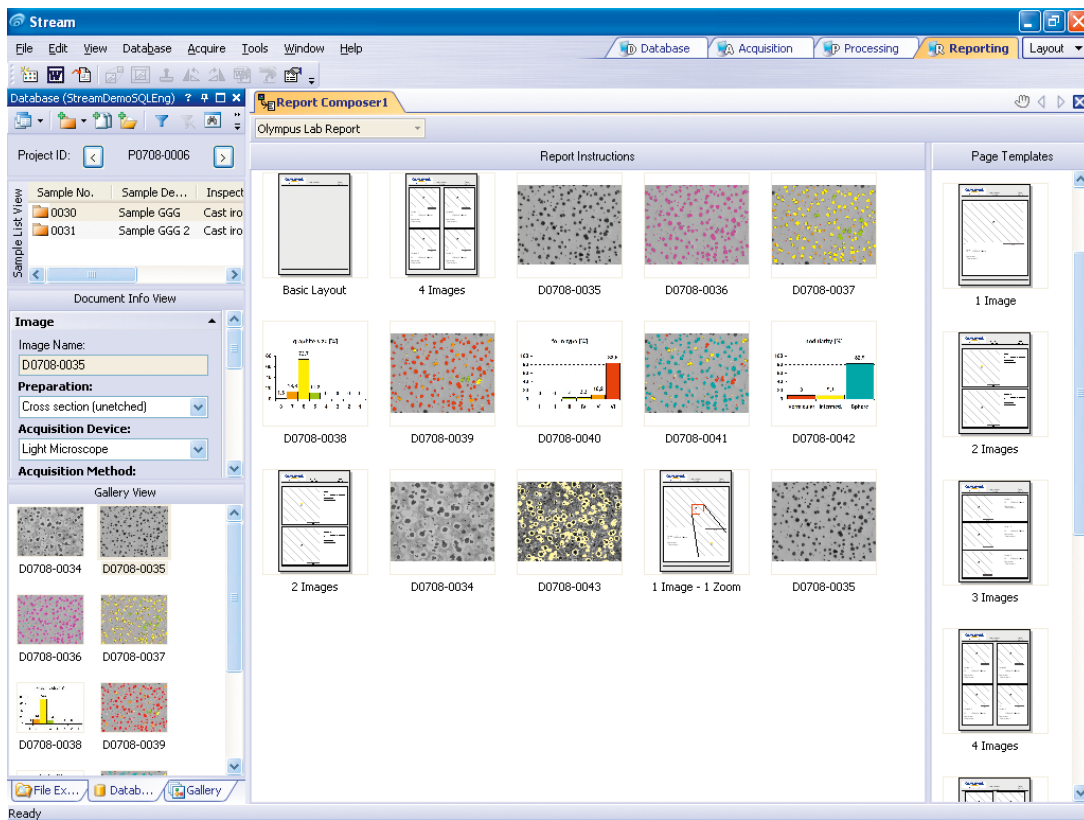 Stream
File Edit View Database Acquire Tools Window Help
Database Acquisition Processing Reporting Layout
Database (StreamDemoSQLEng) ?
Report Composer1
Olympus Lab Report
Project ID: < P0708-0006 >
Report Instructions
Page Templates
Sample List View
Sample No. Sample De... Inspect
0030 Sample GGG Cast iro
0031 Sample GGG 2 Cast iro
Document Info View
Image
Image Name:
D0708-0035
Preparation:
Cross section (unetched)
Acquisition Device:
Light Microscope
Acquisition Method:
Gallery View
D0708-0034 D0708-0035
D0708-0036 D0708-0037
D0708-0038 D0708-0039
File Ex... Datab... Gallery
Basic Layout 4 Images D0708-0035 D0708-0036 D0708-0037
D0708-0038 D0708-0039 D0708-0040 D0708-0041 D0708-0042
2 Images D0708-0034 D0708-0043 1 Image - 1 Zoom D0708-0035
1 Image
2 Images
3 Images
4 Images
Ready